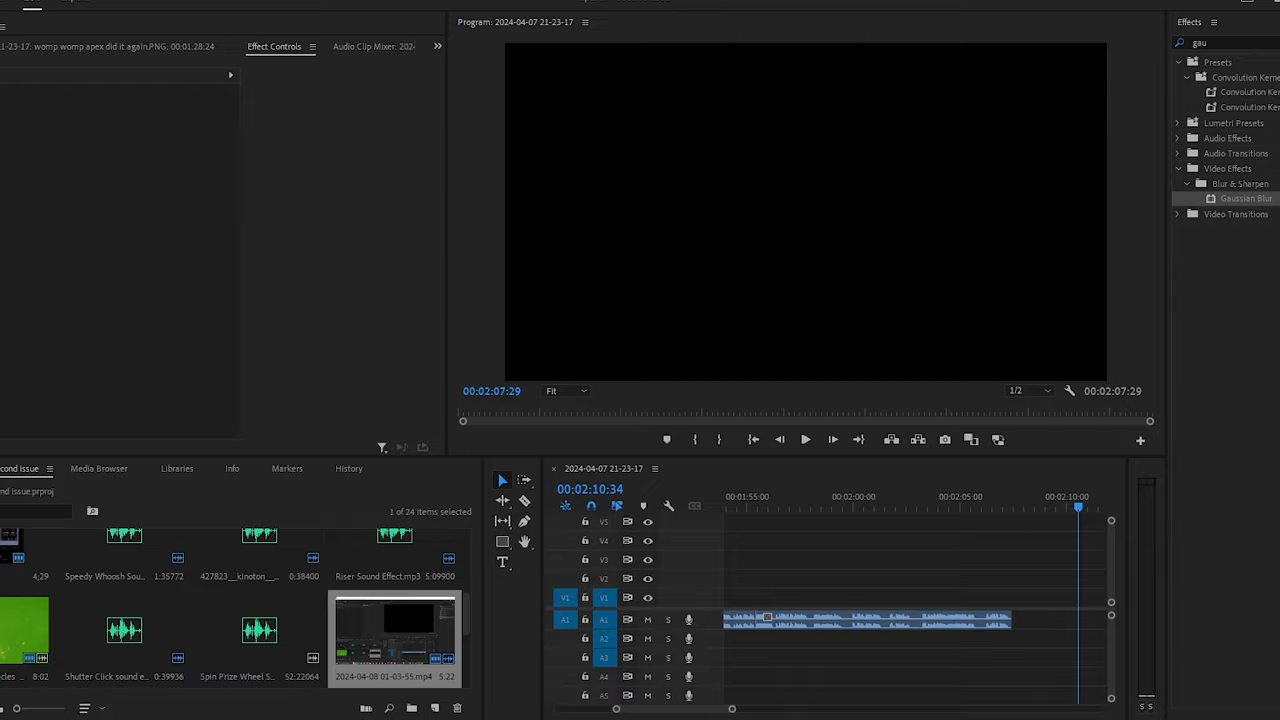 Program: 2024-04-07 21-23-17
Effects
1-23-17: womp womp apex did it again.PNG: 00:01:28:24
Effect Controls
Audio Clip Mixer: 202
gau
Presets
Convolution Kerne
Convolution Ker
Convolution Ker
Lumetri Presets
Audio Effects
Audio Transitions
Video Effects
Blur & Sharpen
Gaussian Blur
Video Transitions
00:02:07:29
Fit
1/2
00:02:07:29
cond issue
Media Browser
Libraries
Info
Markers
History
2024-04-07 21-23-17
nd issue.prproj
00:02:10:34
00:01:55:00
00:02:00:00
00:02:05:00
00:02:10:00
1 of 24 items selected
V5
V4
V3
V2
V1
V1
A1
A1
M
S
A2
M
S
A3
M
S
A4
M
S
A5
M
S
4;29
Speedy Whoosh Sou...
1:35772
427823__kinoton__...
0:38400
Riser Sound Effect.mp3
5:09900
cles ...
8:02
Shutter Click sound e...
0:39936
Spin Prize Wheel S...
52:22064
2024-04-08 01-03-55.mp4
5:22
S S